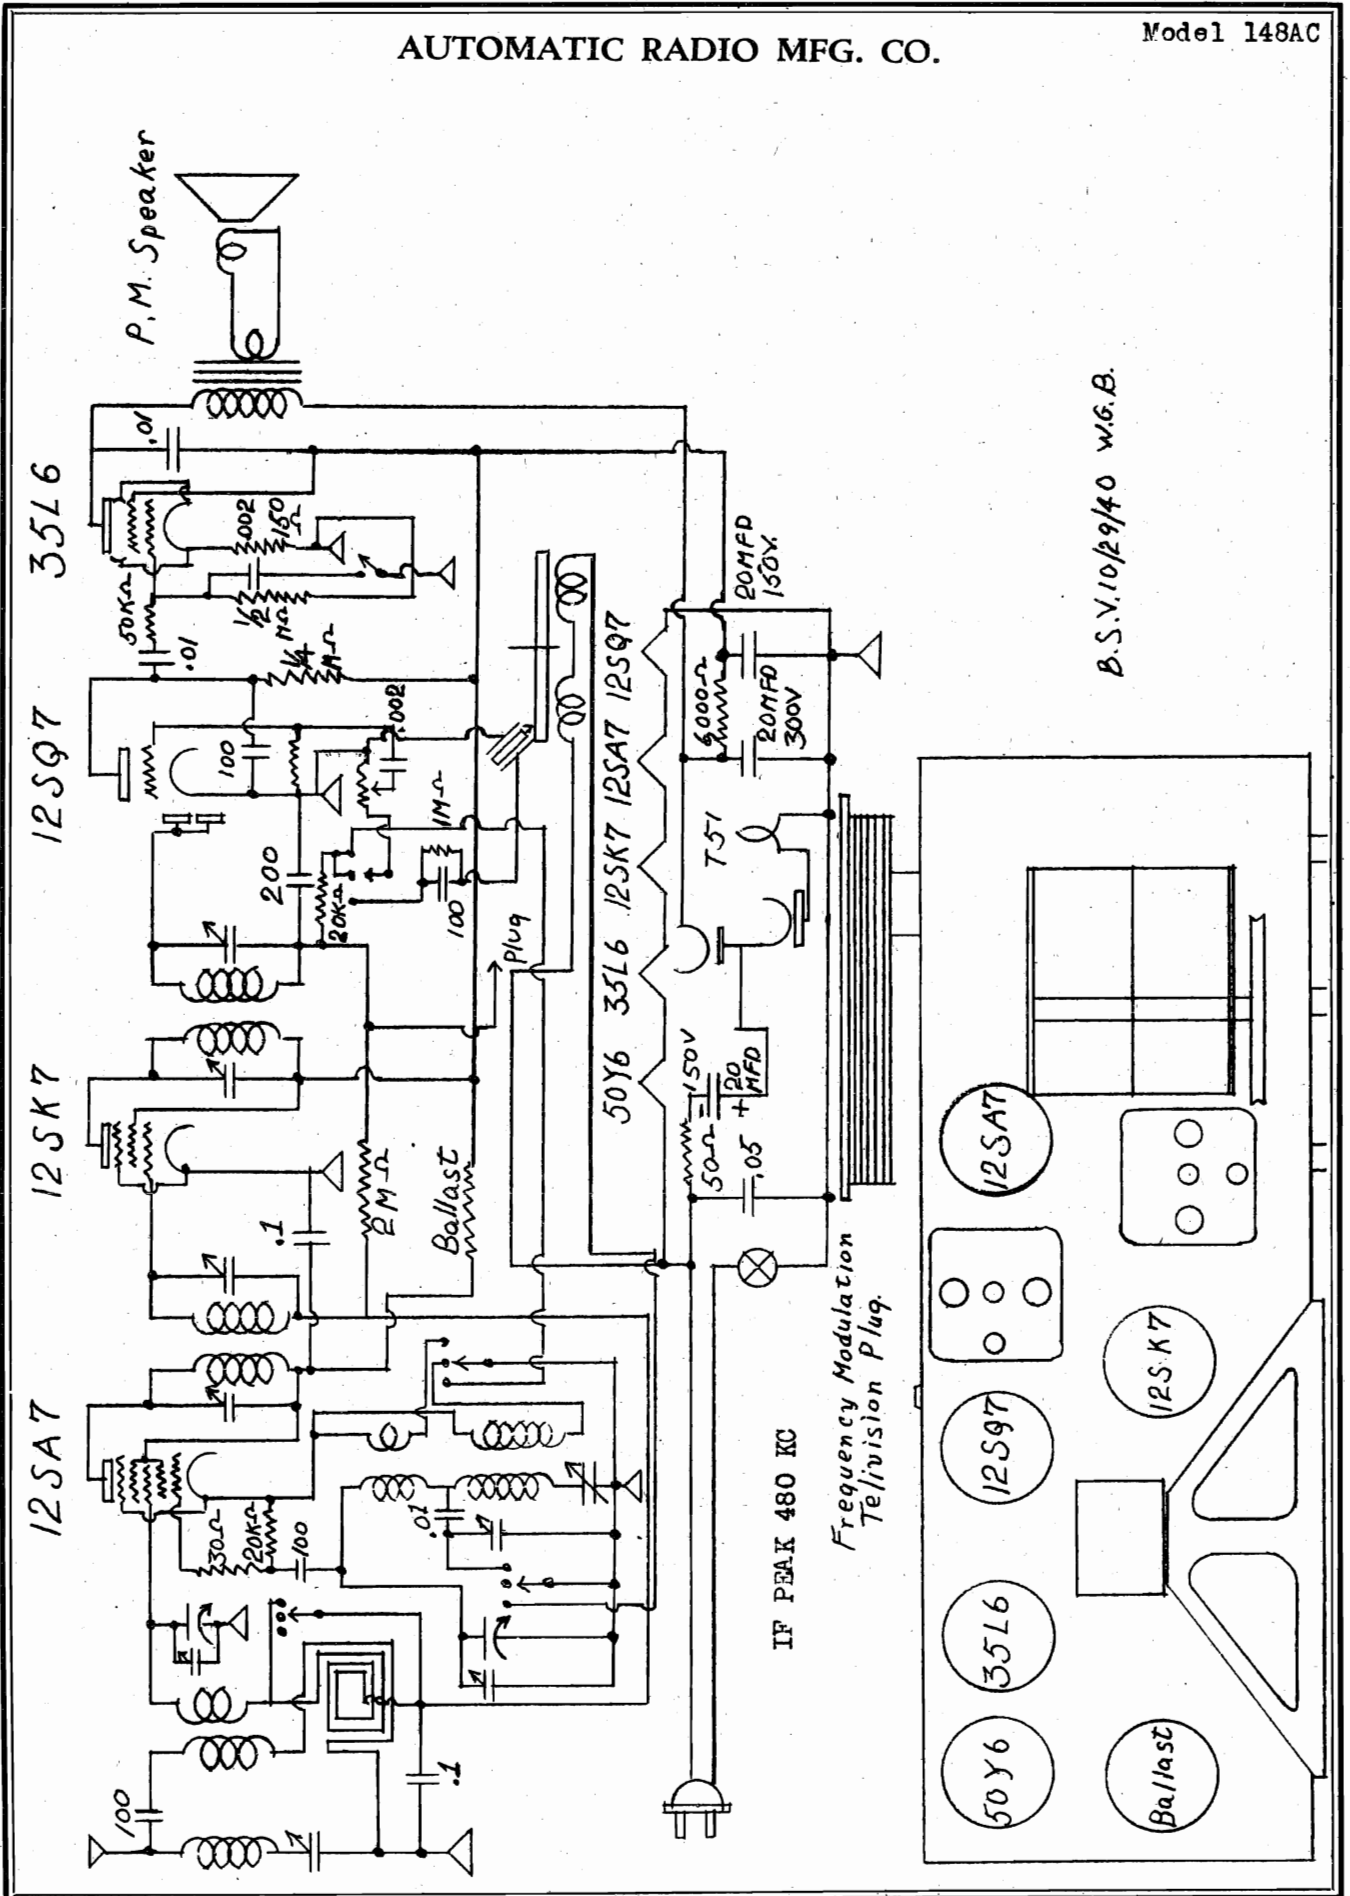 Model 148AC
AUTOMATIC RADIO MFG. CO.
P.M. Speaker
35L6
12SQ7
12SK7
12SA7
.01
.002
150
Ω
50KΩ
1/2
MΩ
.01
1/4
MΩ
100
.002
200
20KΩ
1MΩ
100
Plug
2MΩ
Ballast
.1
30Ω
20KΩ
100
.01
100
.1
50Y6 35L6 12SK7 12SA7 12SQ7
20MFD
150V.
20MFD
300V
T51
150V
50Ω
+ 20
MFD
.05
IF PEAK 480 KC
Frequency Modulation
Telivision Plug.
B.S.V. 10/29/40 W.G.B.
12SA7
12SK7
12SQ7
35L6
50Y6
Ballast